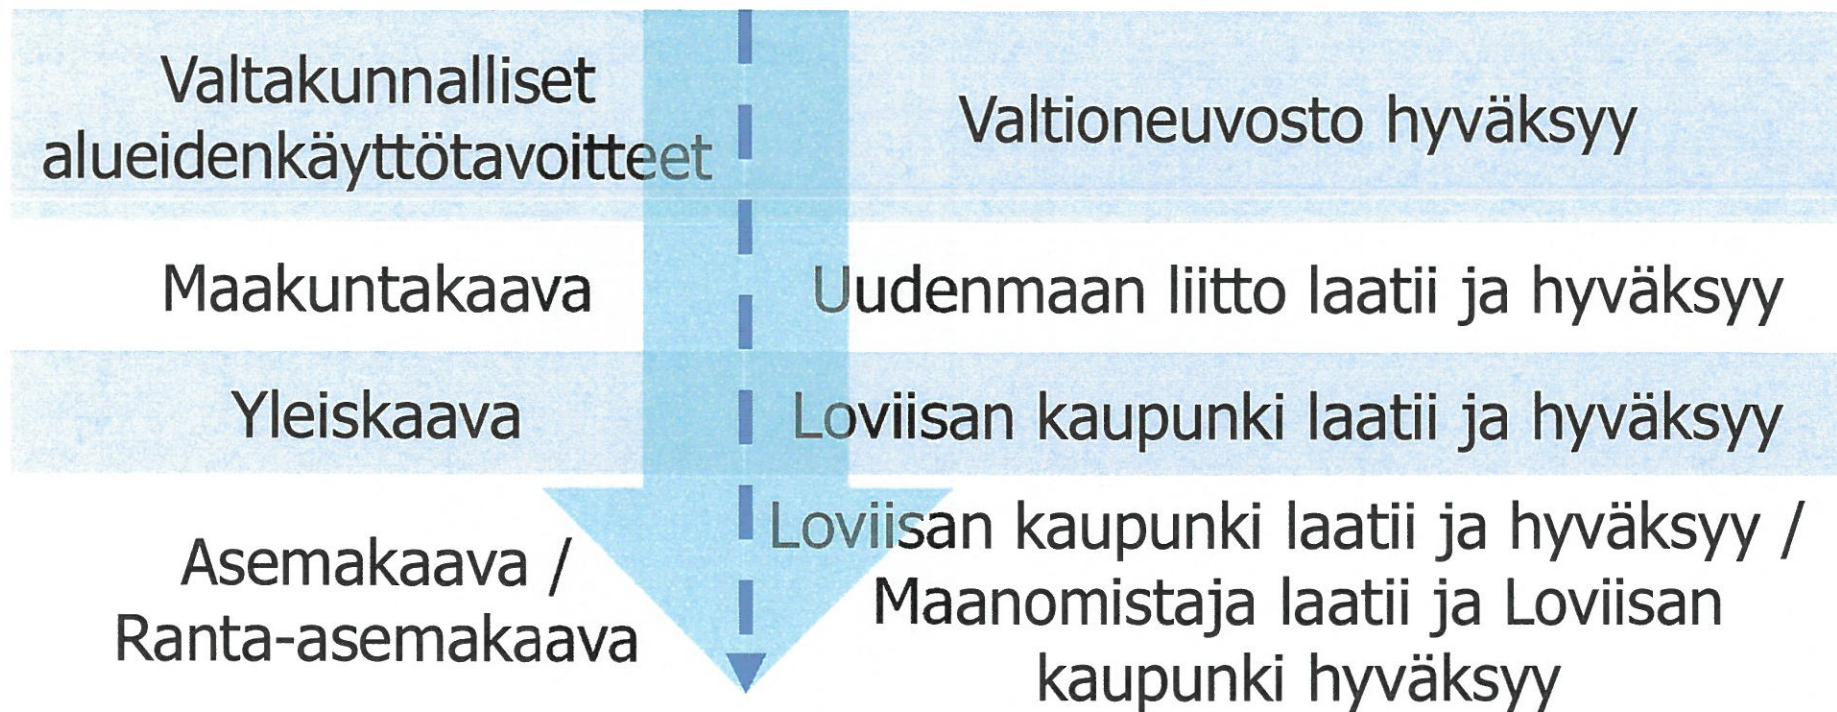 Valtakunnalliset
alueidenkäyttötavoitteet
Valtioneuvosto hyväksyy
Maakuntakaava
Uudenmaan liitto laatii ja hyväksyy
Yleiskaava
Loviisan kaupunki laatii ja hyväksyy
Asemakaava /
Ranta-asemakaava
Loviisan kaupunki laatii ja hyväksyy /
Maanomistaja laatii ja Loviisan
kaupunki hyväksyy